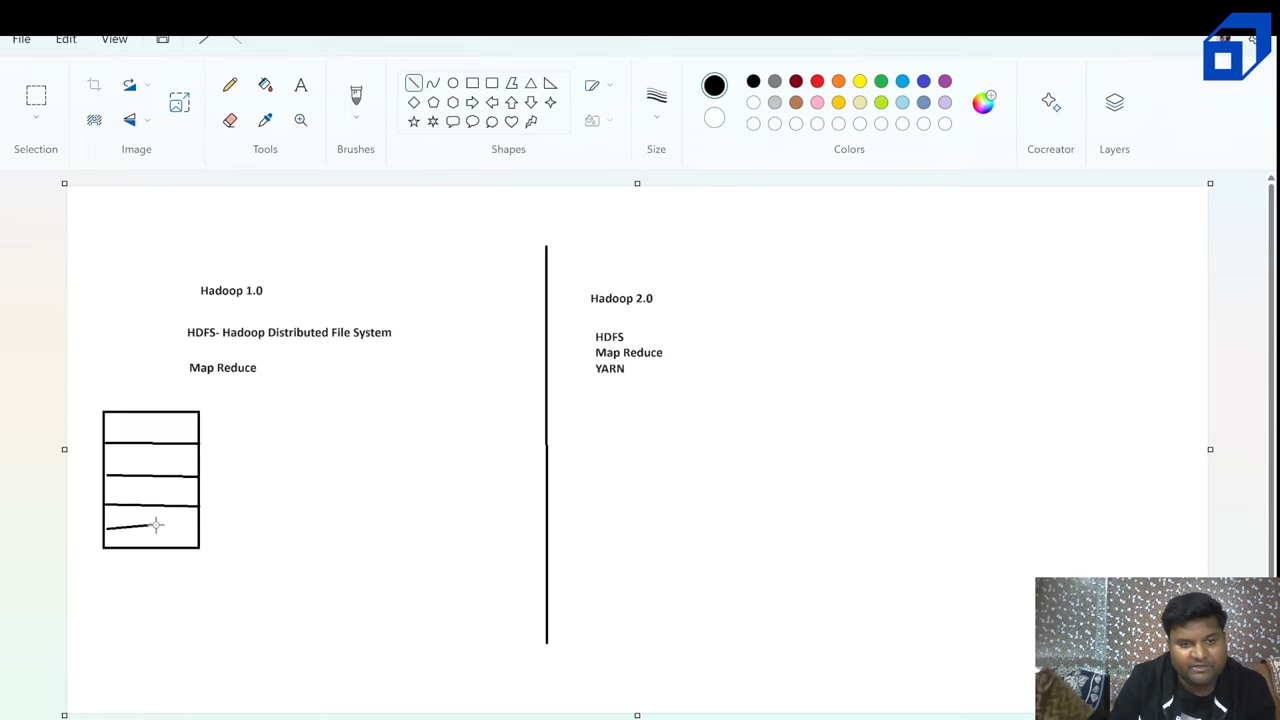 File Edit View
Selection Image Tools Brushes Shapes Size Colors Cocreator Layers
Hadoop 1.0
HDFS- Hadoop Distributed File System
Map Reduce
Hadoop 2.0
HDFS
Map Reduce
YARN